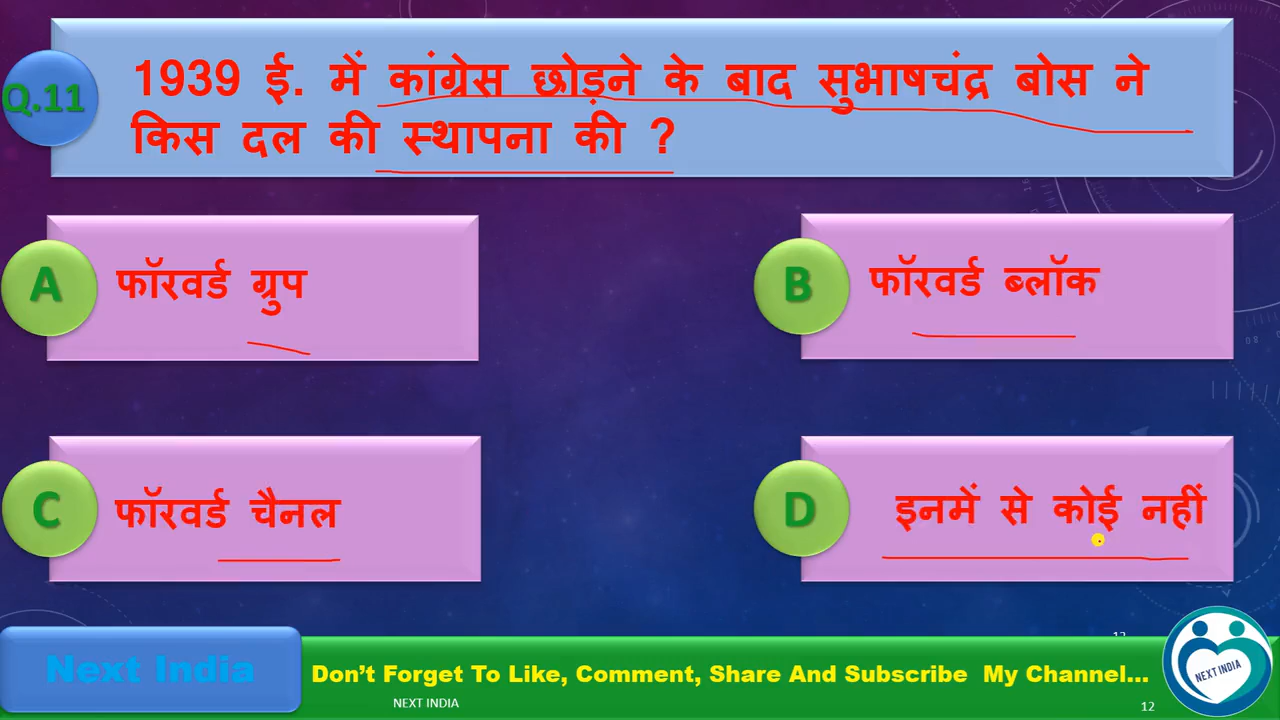 Q.11
1939 ई. में कांग्रेस छोड़ने के बाद सुभाषचंद्र बोस ने
किस दल की स्थापना की ?
A
फॉरवर्ड ग्रुप
B
फॉरवर्ड ब्लॉक
C
फॉरवर्ड चैनल
D
इनमें से कोई नहीं
Next India
Don't Forget To Like, Comment, Share And Subscribe My Channel...
NEXT INDIA
12
NEXT INDIA